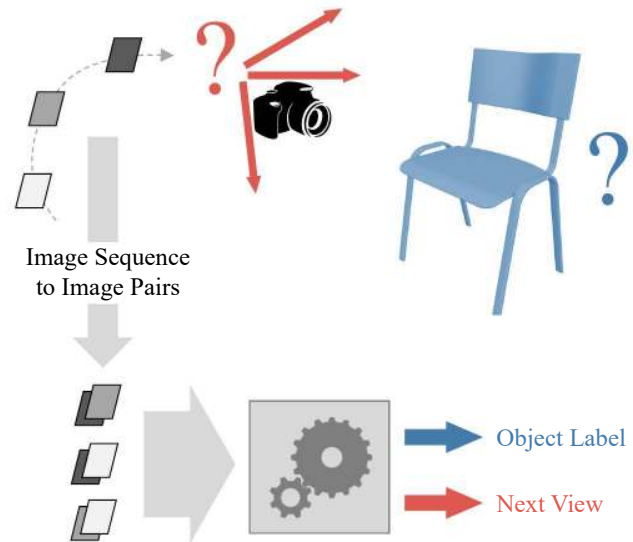 ?
?
Image Sequence
to Image Pairs
Object Label
Next View